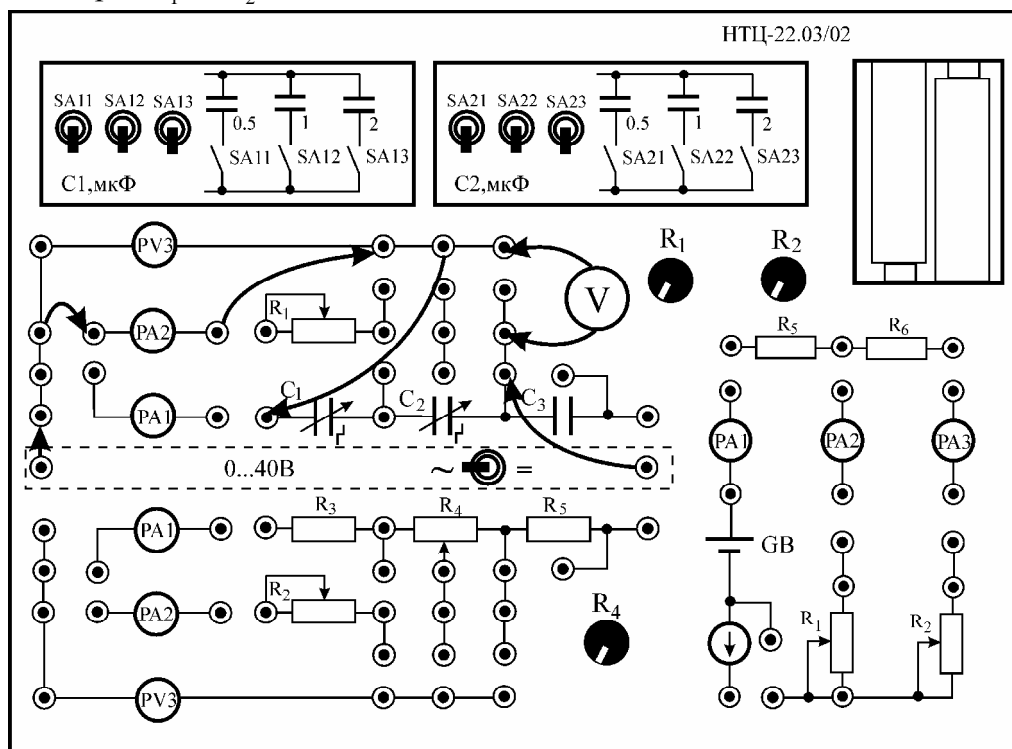 НТЦ-22.03/02
SA11 SA12 SA13
0.5 1 2
SA11 SA12 SA13
C1,мкФ
SA21 SA22 SA23
0.5 1 2
SA21 SA22 SA23
C2,мкФ
PV3
R1 R2
V
PA2 R1
R5 R6
C1 C2 C3
PA1
PA1 PA2 PA3
0...40В ~ =
PA1 R3 R4 R5
GB
R2
PA2
R4
R1 R2
PV3